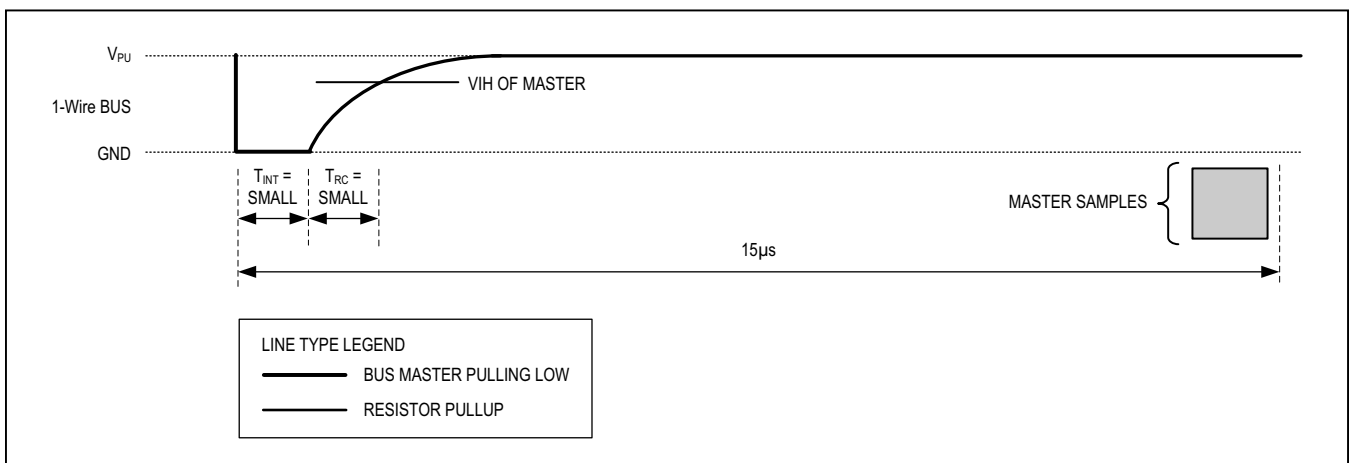 VPU
VIH OF MASTER
1-Wire BUS
GND
TINT =
SMALL
TRC =
SMALL
MASTER SAMPLES
15µs
LINE TYPE LEGEND
BUS MASTER PULLING LOW
RESISTOR PULLUP